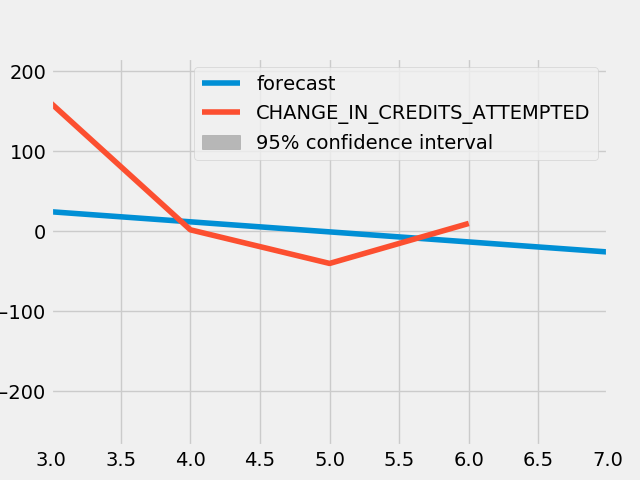 forecast
CHANGE_IN_CREDITS_ATTEMPTED
95% confidence interval
200
100
0
−100
−200
3.0 3.5 4.0 4.5 5.0 5.5 6.0 6.5 7.0